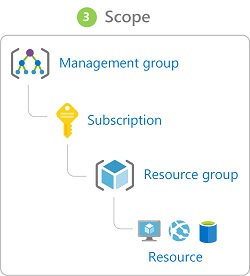 3 Scope
Management group
Subscription
Resource group
Resource